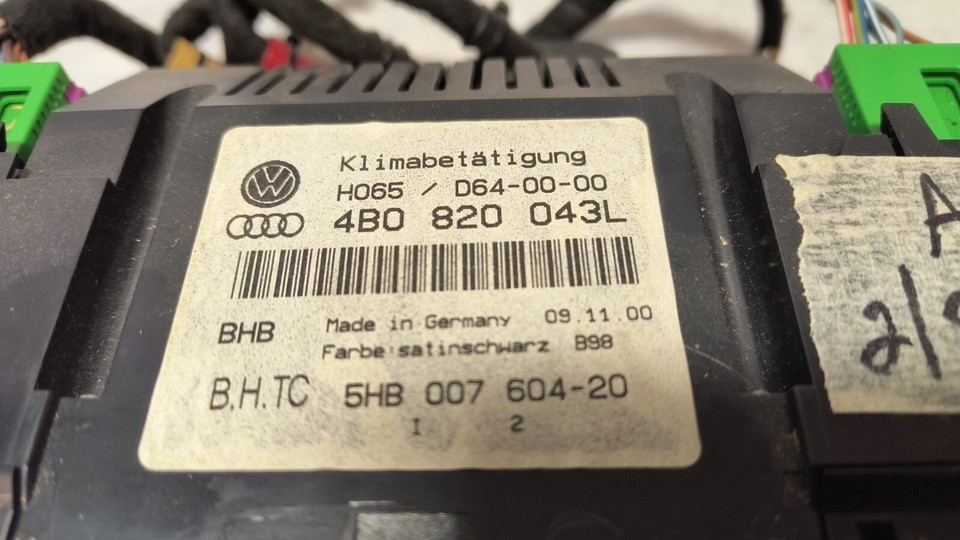 Klimabetätigung
H065 / D64-00-00
4B0 820 043L
BHB
Made in Germany 09.11.00
Farbe:satinschwarz B98
B.H.TC 5HB 007 604-20
I 2
A
2/